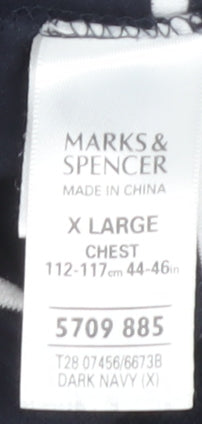 MARKS &
SPENCER
MADE IN CHINA
X LARGE
CHEST
112-117cm 44-46in
5709 885
T28 07456/6673B
DARK NAVY (X)